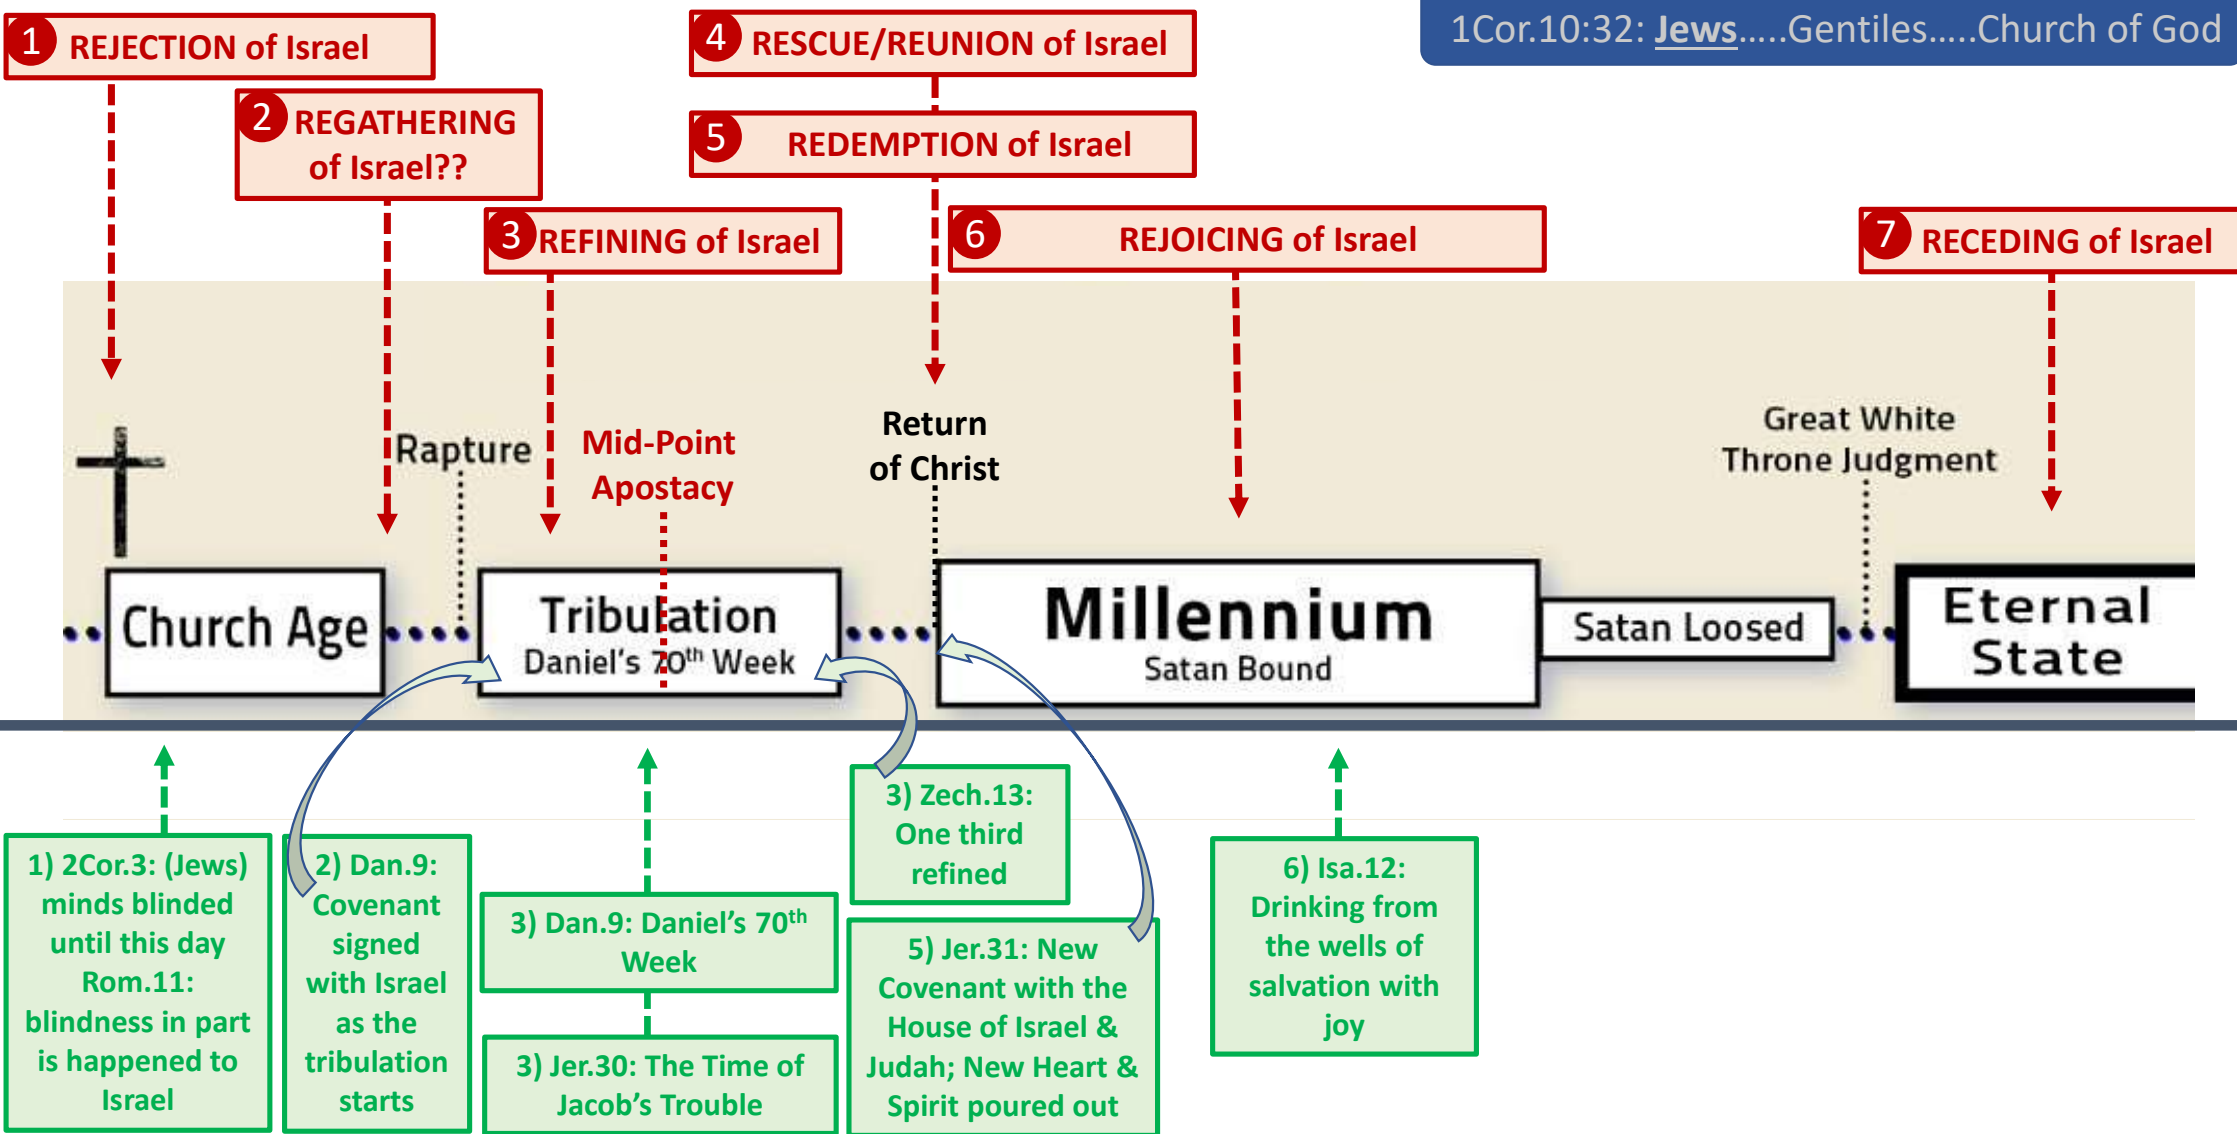 1Cor.10:32: Jews.....Gentiles.....Church of God
1 REJECTION of Israel
2 REGATHERING
of Israel??
3 REFINING of Israel
4 RESCUE/REUNION of Israel
5 REDEMPTION of Israel
6 REJOICING of Israel
7 RECEDING of Israel
Rapture
Mid-Point
Apostacy
Return
of Christ
Great White
Throne Judgment
Church Age
Tribulation
Daniel's 70th Week
Millennium
Satan Bound
Satan Loosed
Eternal
State
1) 2Cor.3: (Jews)
minds blinded
until this day
Rom.11:
blindness in part
is happened to
Israel
2) Dan.9:
Covenant
signed
with Israel
as the
tribulation
starts
3) Dan.9: Daniel's 70th
Week
3) Jer.30: The Time of
Jacob's Trouble
3) Zech.13:
One third
refined
5) Jer.31: New
Covenant with the
House of Israel &
Judah; New Heart &
Spirit poured out
6) Isa.12:
Drinking from
the wells of
salvation with
joy